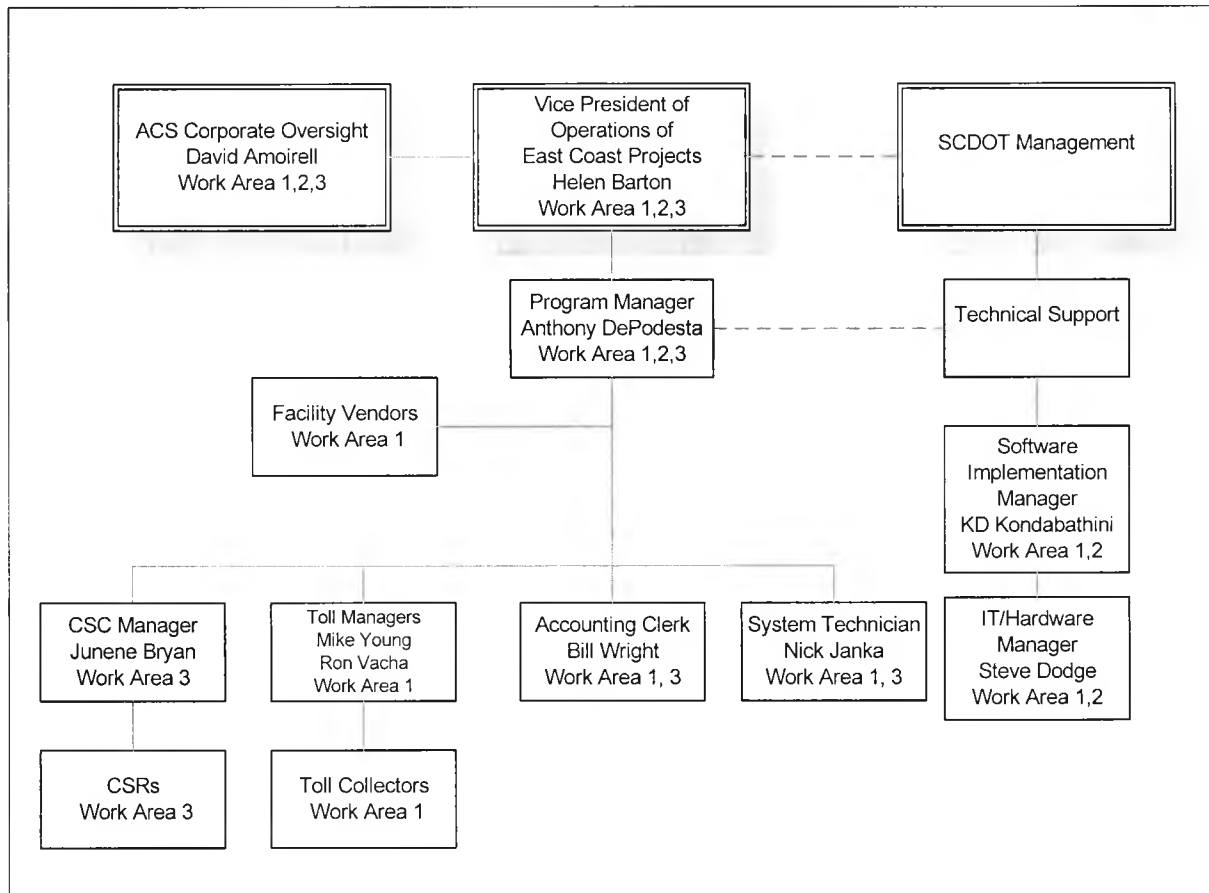 ACS Corporate Oversight
David Amoirell
Work Area 1,2,3
Vice President of
Operations of
East Coast Projects
Helen Barton
Work Area 1,2,3
SCDOT Management
Program Manager
Anthony DePodesta
Work Area 1,2,3
Technical Support
Facility Vendors
Work Area 1
Software
Implementation
Manager
KD Kondabathini
Work Area 1,2
CSC Manager
Junene Bryan
Work Area 3
Toll Managers
Mike Young
Ron Vacha
Work Area 1
Accounting Clerk
Bill Wright
Work Area 1, 3
System Technician
Nick Janka
Work Area 1, 3
IT/Hardware
Manager
Steve Dodge
Work Area 1,2
CSRs
Work Area 3
Toll Collectors
Work Area 1